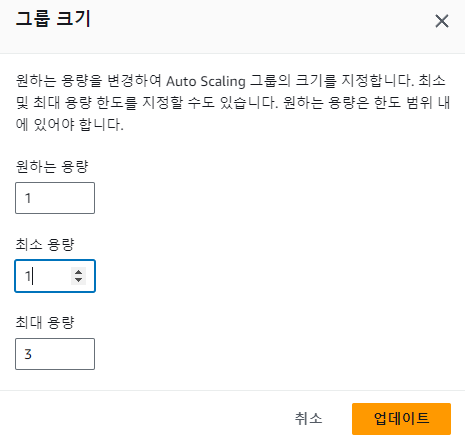 그룹 크기
원하는 용량을 변경하여 Auto Scaling 그룹의 크기를 지정합니다. 최소
및 최대 용량 한도를 지정할 수도 있습니다. 원하는 용량은 한도 범위 내
에 있어야 합니다.
원하는 용량
1
최소 용량
1
최대 용량
3
취소 업데이트